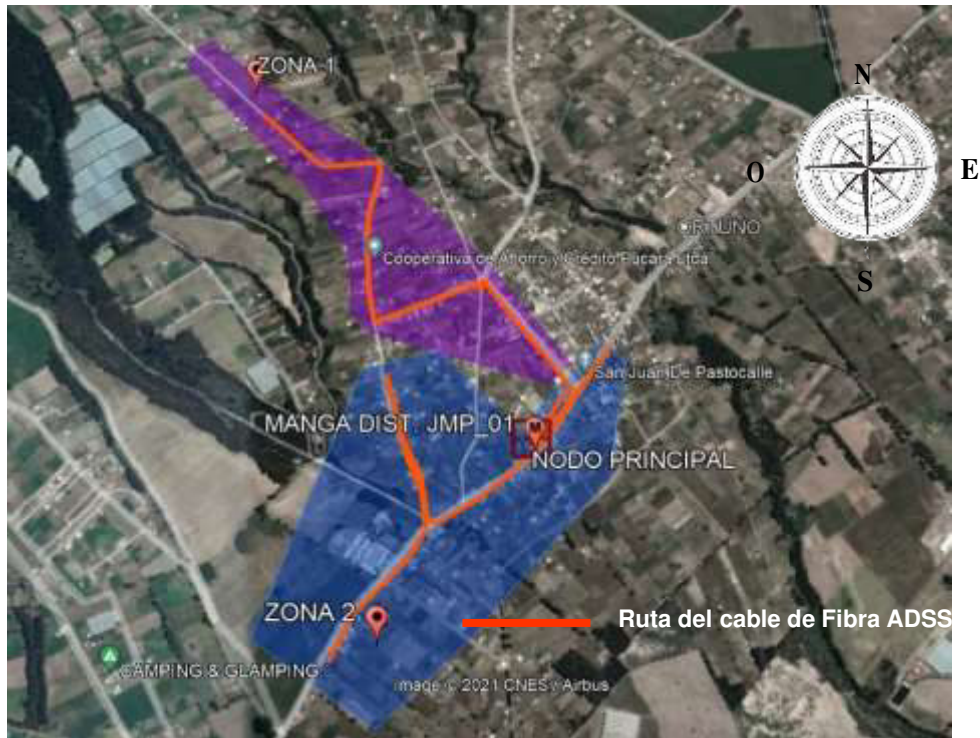 ZONA 1
N
O
E
S
Cooperativa de Ahorro y Crédito Pucara Ltda
San Juan De Pastocalle
MANGA DIST. JMP_01
NODO PRINCIPAL
ZONA 2
Ruta del cable de Fibra ADSS
CAMPING & GLAMPING
Image © 2021 CNES / Airbus